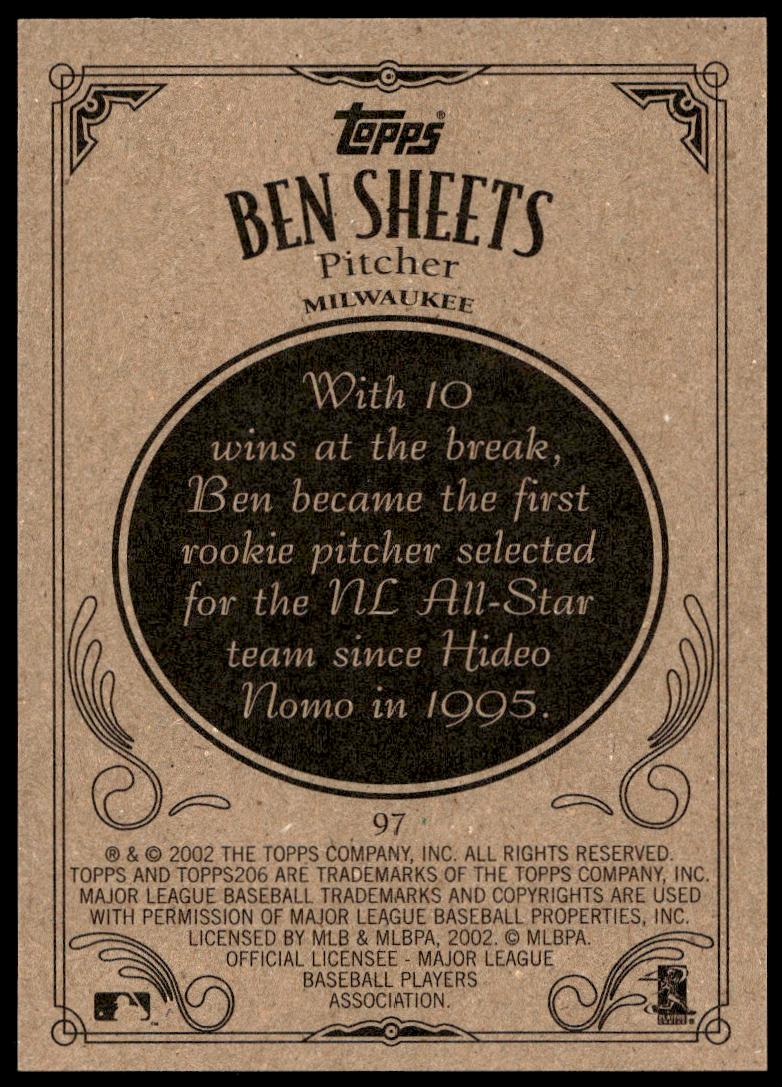 topps®
BEN SHEETS
Pitcher
MILWAUKEE
With 10
wins at the break,
Ben became the first
rookie pitcher selected
for the NL All-Star
team since Hideo
Nomo in 1995.
97
® & © 2002 THE TOPPS COMPANY, INC. ALL RIGHTS RESERVED.
TOPPS AND TOPPS206 ARE TRADEMARKS OF THE TOPPS COMPANY, INC.
MAJOR LEAGUE BASEBALL TRADEMARKS AND COPYRIGHTS ARE USED
WITH PERMISSION OF MAJOR LEAGUE BASEBALL PROPERTIES, INC.
LICENSED BY MLB & MLBPA, 2002. © MLBPA.
OFFICIAL LICENSEE - MAJOR LEAGUE
BASEBALL PLAYERS
ASSOCIATION.